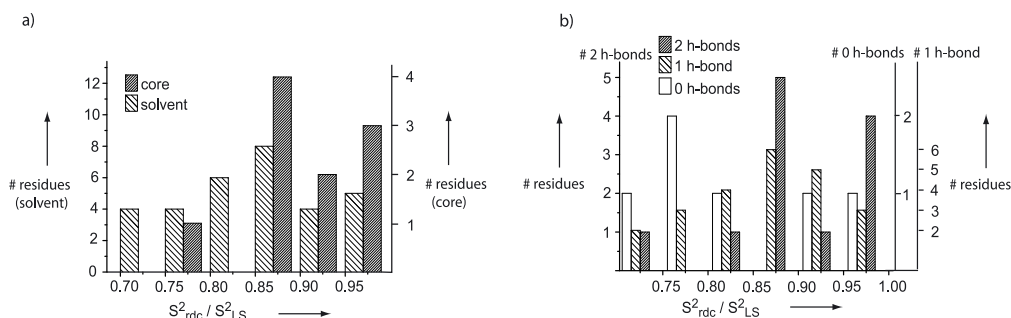 a)
core
solvent
12
10
8
6
4
2
0
4
3
2
1
# residues
(solvent)
# residues
(core)
0.70 0.75 0.80 0.85 0.90 0.95
S²rdc / S²LS
b)
# 2 h-bonds
2 h-bonds
1 h-bond
0 h-bonds
# 0 h-bonds # 1 h-bond
5
4
3
2
1
2
1
6
5
4
3
2
# residues
# residues
0.75 0.80 0.85 0.90 0.95 1.00
S²rdc / S²LS